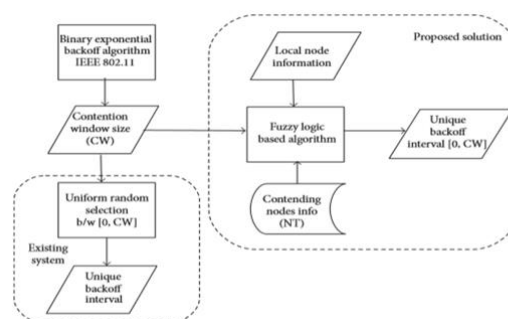 Binary exponential
backoff algorithm
IEEE 802.11
Contention
window size
(CW)
Uniform random
selection
b/w [0, CW]
Existing
system
Unique
backoff
interval
Proposed solution
Local node
information
Fuzzy logic
based algorithm
Contending
nodes info
(NT)
Unique
backoff
interval [0, CW]